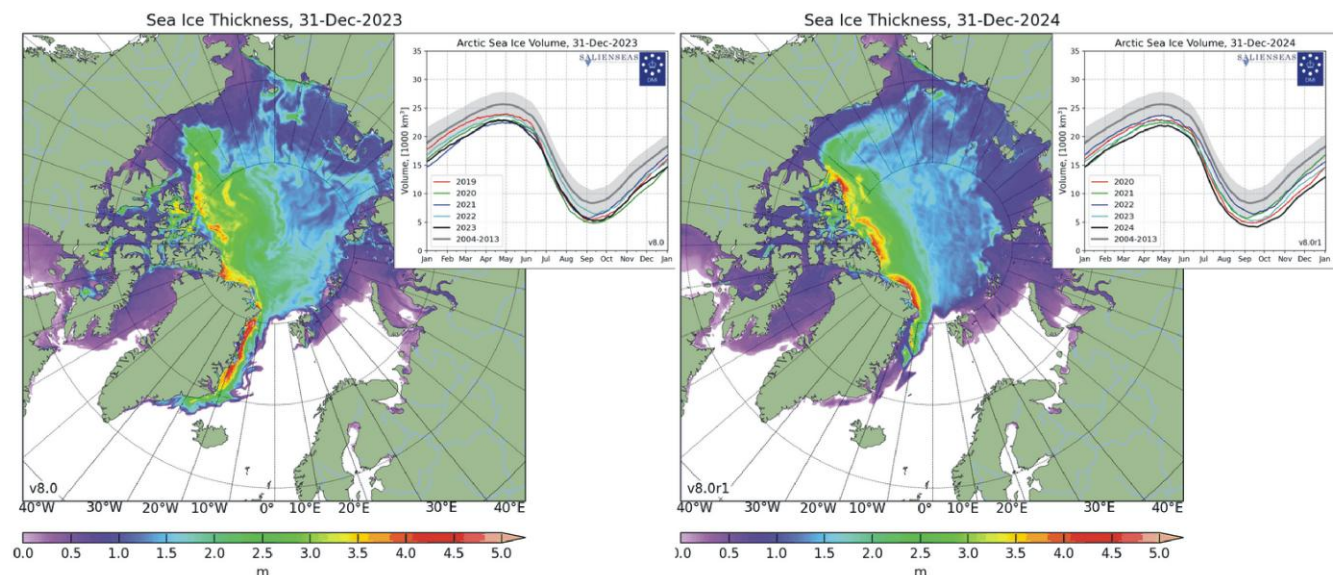 Sea Ice Thickness, 31-Dec-2023
Arctic Sea Ice Volume, 31-Dec-2023
SALIENSEAS
DMI
Volume, [1000 km³]
35
30
25
20
15
10
5
0
2019
2020
2021
2022
2023
2004-2013
v8.0
Jan Feb Mar Apr May Jun Jul Aug Sep Oct Nov Dec Jan
v8.0
40°W 30°W 20°W 10°W 0° 10°E 20°E 30°E 40°E
0.0 0.5 1.0 1.5 2.0 2.5 3.0 3.5 4.0 4.5 5.0
m
Sea Ice Thickness, 31-Dec-2024
Arctic Sea Ice Volume, 31-Dec-2024
SALIENSEAS
DMI
Volume, [1000 km³]
35
30
25
20
15
10
5
0
2020
2021
2022
2023
2024
2004-2013
v8.0r1
Jan Feb Mar Apr May Jun Jul Aug Sep Oct Nov Dec Jan
v8.0r1
40°W 30°W 20°W 10°W 0° 10°E 20°E 30°E 40°E
0.0 0.5 1.0 1.5 2.0 2.5 3.0 3.5 4.0 4.5 5.0
m